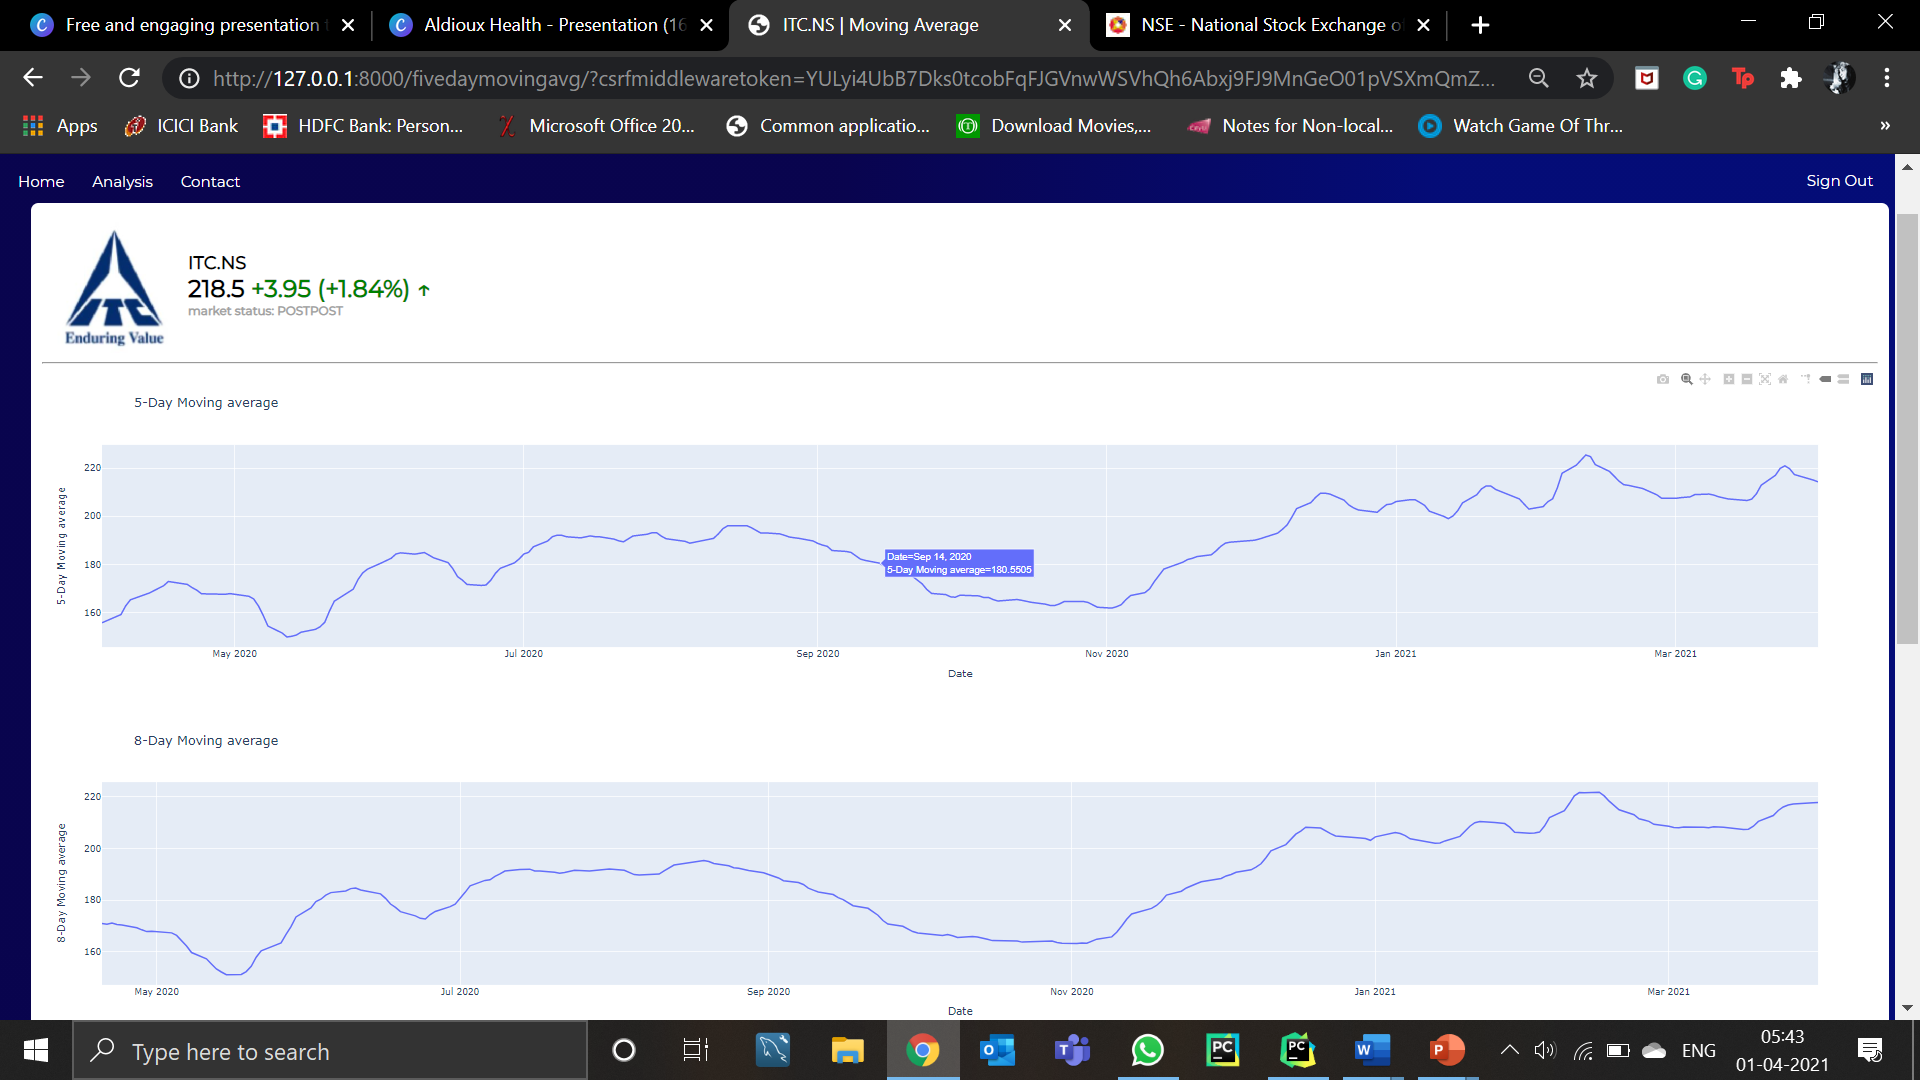 Free and engaging presentation t
Aldioux Health - Presentation (16
ITC.NS | Moving Average
NSE - National Stock Exchange o
http://127.0.0.1:8000/fivedaymovingavg/?csrfmiddlewaretoken=YULyi4UbB7Dks0tcobFqFJGVnwWSVhQh6Abxj9FJ9MnGeO01pVSXmQmZ...
Apps
ICICI Bank
HDFC Bank: Person...
Microsoft Office 20...
Common applicatio...
Download Movies,...
Notes for Non-local...
Watch Game Of Thr...
»
Home Analysis Contact
Sign Out
ITC
Enduring Value
ITC.NS
218.5 +3.95 (+1.84%) ↑
market status: POSTPOST
5-Day Moving average
220
200
180
160
5-Day Moving average
Date=Sep 14, 2020
5-Day Moving average=180.5505
May 2020 Jul 2020 Sep 2020 Nov 2020 Jan 2021 Mar 2021
Date
8-Day Moving average
220
200
180
160
8-Day Moving average
May 2020 Jul 2020 Sep 2020 Nov 2020 Jan 2021 Mar 2021
Date
Type here to search
ENG
05:43
01-04-2021